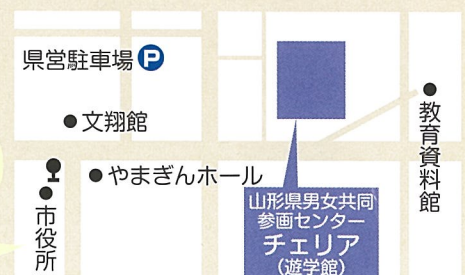 県営駐車場 P
文翔館
やまぎんホール
教育資料館
市役所
山形県男女共同
参画センター
チェリア
(遊学館)